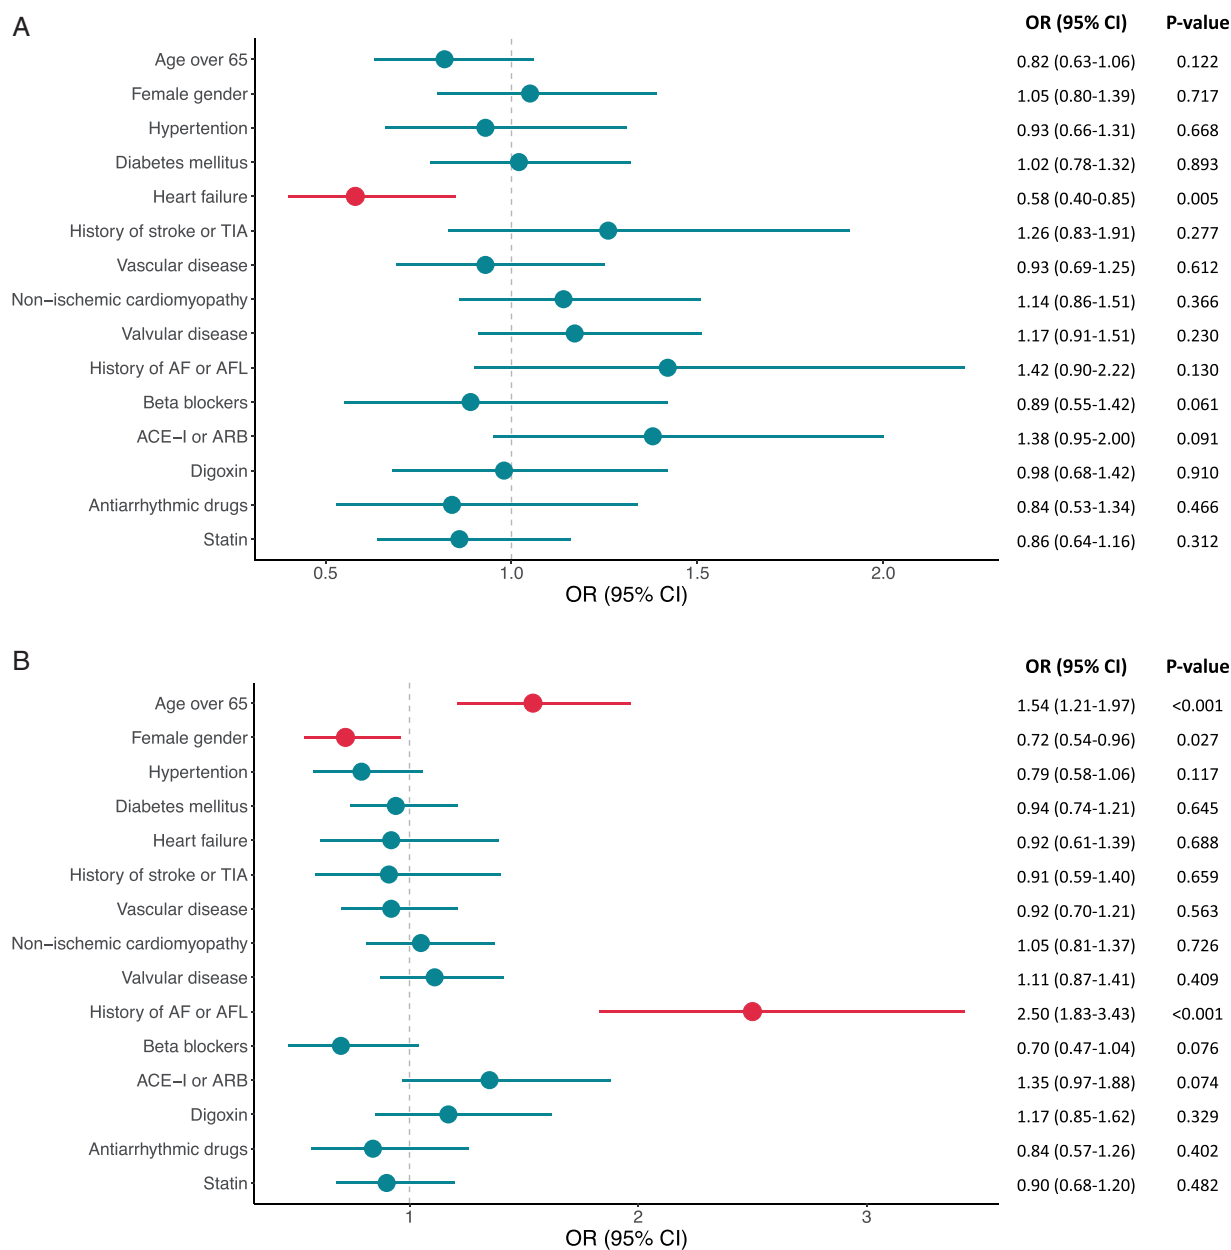 A
OR (95% CI) P-value
Age over 65 0.82 (0.63-1.06) 0.122
Female gender 1.05 (0.80-1.39) 0.717
Hypertention 0.93 (0.66-1.31) 0.668
Diabetes mellitus 1.02 (0.78-1.32) 0.893
Heart failure 0.58 (0.40-0.85) 0.005
History of stroke or TIA 1.26 (0.83-1.91) 0.277
Vascular disease 0.93 (0.69-1.25) 0.612
Non−ischemic cardiomyopathy 1.14 (0.86-1.51) 0.366
Valvular disease 1.17 (0.91-1.51) 0.230
History of AF or AFL 1.42 (0.90-2.22) 0.130
Beta blockers 0.89 (0.55-1.42) 0.061
ACE−I or ARB 1.38 (0.95-2.00) 0.091
Digoxin 0.98 (0.68-1.42) 0.910
Antiarrhythmic drugs 0.84 (0.53-1.34) 0.466
Statin 0.86 (0.64-1.16) 0.312
0.5 1.0 1.5 2.0
OR (95% CI)
B
OR (95% CI) P-value
Age over 65 1.54 (1.21-1.97) <0.001
Female gender 0.72 (0.54-0.96) 0.027
Hypertention 0.79 (0.58-1.06) 0.117
Diabetes mellitus 0.94 (0.74-1.21) 0.645
Heart failure 0.92 (0.61-1.39) 0.688
History of stroke or TIA 0.91 (0.59-1.40) 0.659
Vascular disease 0.92 (0.70-1.21) 0.563
Non−ischemic cardiomyopathy 1.05 (0.81-1.37) 0.726
Valvular disease 1.11 (0.87-1.41) 0.409
History of AF or AFL 2.50 (1.83-3.43) <0.001
Beta blockers 0.70 (0.47-1.04) 0.076
ACE−I or ARB 1.35 (0.97-1.88) 0.074
Digoxin 1.17 (0.85-1.62) 0.329
Antiarrhythmic drugs 0.84 (0.57-1.26) 0.402
Statin 0.90 (0.68-1.20) 0.482
1 2 3
OR (95% CI)